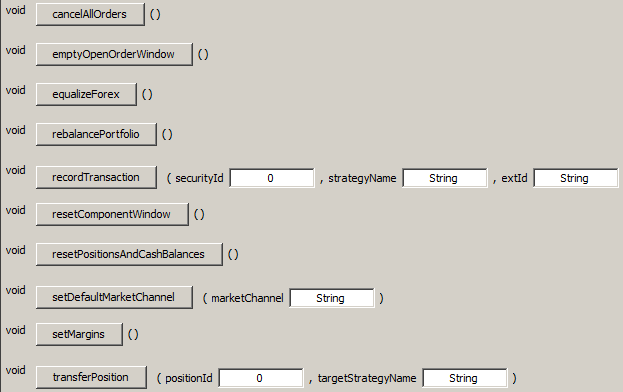 void cancelAllOrders ()
void emptyOpenOrderWindow ()
void equalizeForex ()
void rebalancePortfolio ()
void recordTransaction ( securityId 0 , strategyName String , extId String
void resetComponentWindow ()
void resetPositionsAndCashBalances ()
void setDefaultMarketChannel ( marketChannel String )
void setMargins ()
void transferPosition ( positionId 0 , targetStrategyName String )